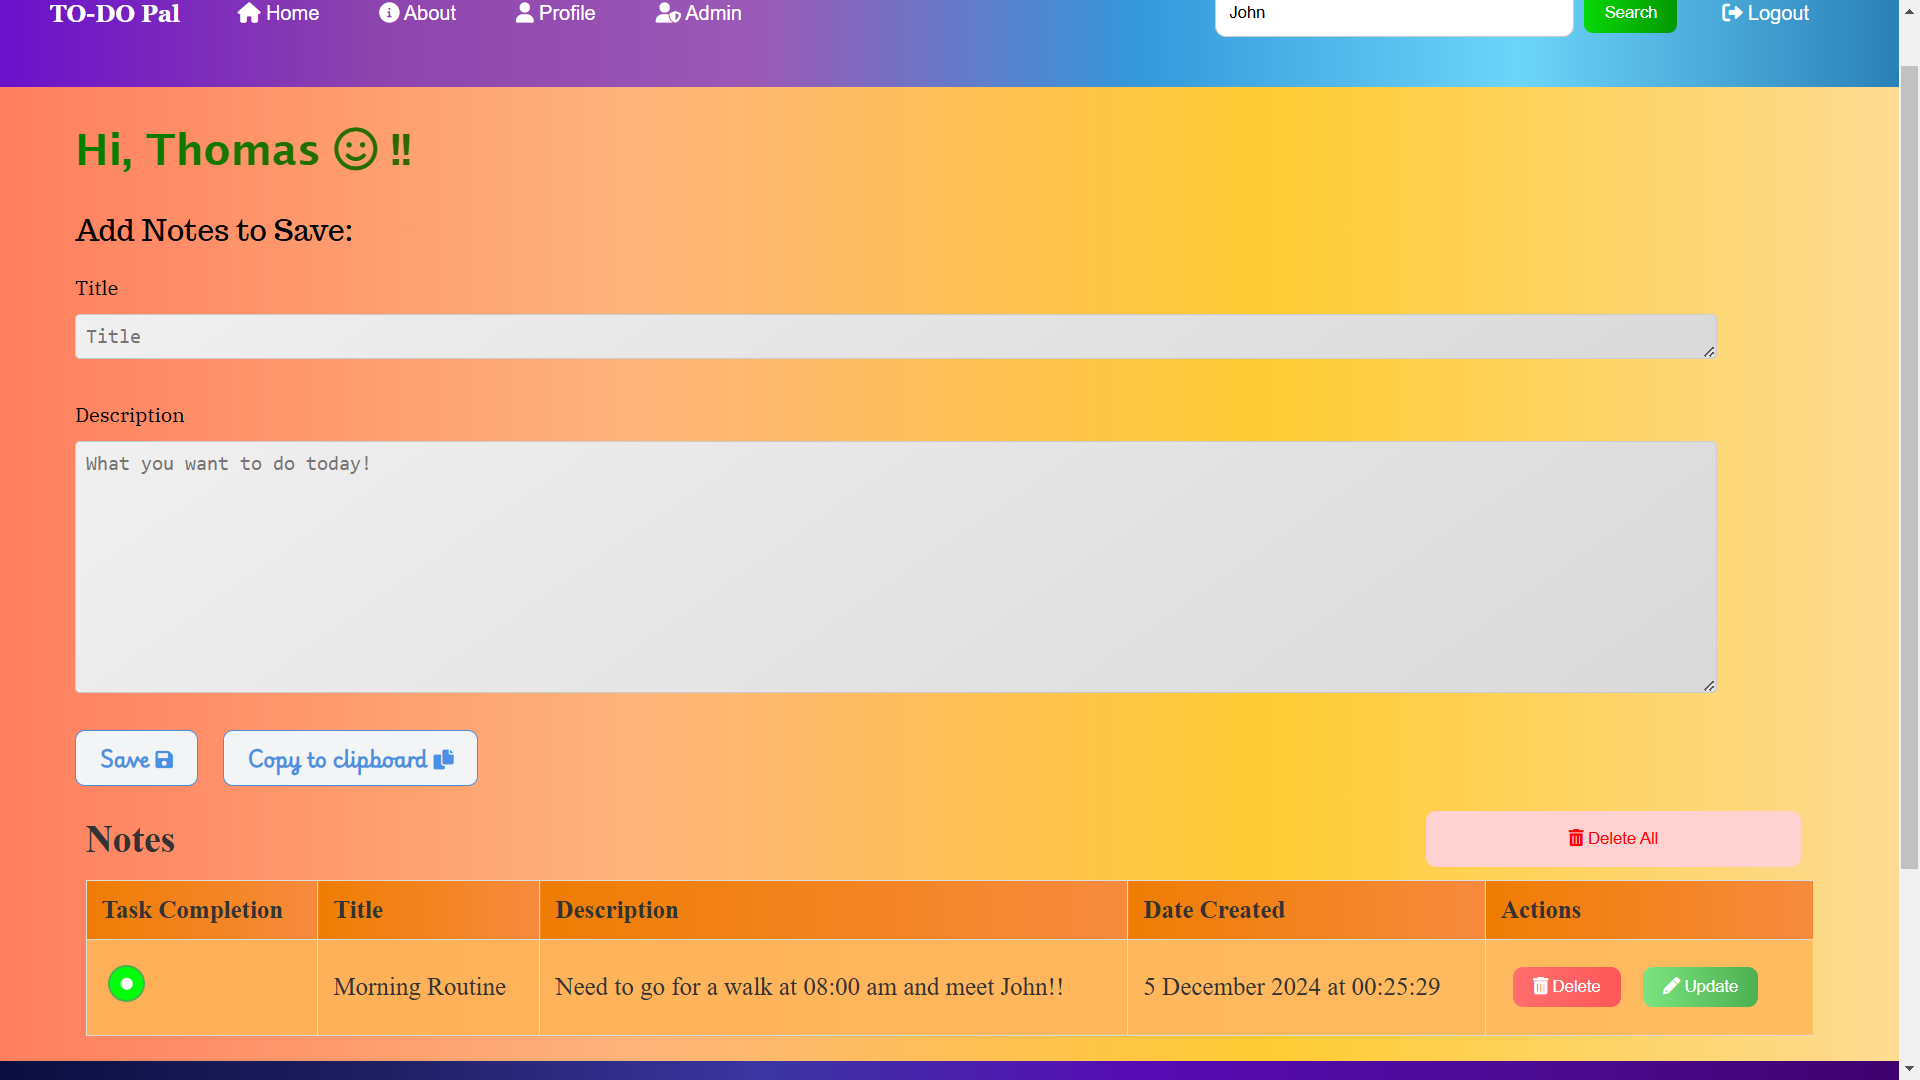 TO-DO Pal Home About Profile Admin John Search Logout
Hi, Thomas !!
Add Notes to Save:
Title
Title
Description
What you want to do today!
Save Copy to clipboard
Notes Delete All
Task Completion Title Description Date Created Actions
Morning Routine Need to go for a walk at 08:00 am and meet John!! 5 December 2024 at 00:25:29 Delete Update